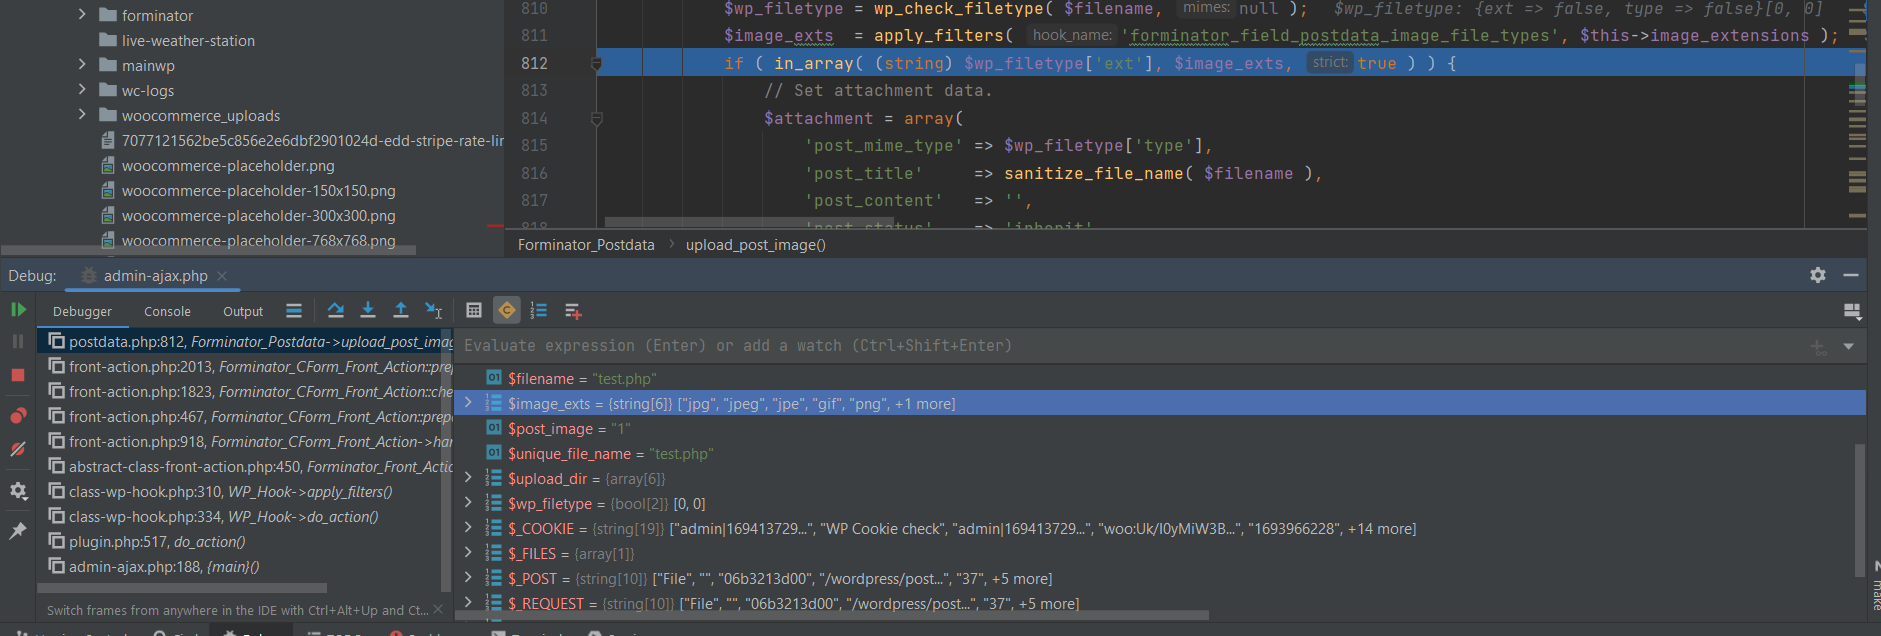 forminator
live-weather-station
mainwp
wc-logs
woocommerce_uploads
7077121562be5c856e2e6dbf2901024d-edd-stripe-rate-lir
woocommerce-placeholder.png
woocommerce-placeholder-150x150.png
woocommerce-placeholder-300x300.png
woocommerce-placeholder-768x768.png
810 $wp_filetype = wp_check_filetype( $filename, mimes: null ); $wp_filetype: {ext => false, type => false}[0, 0]
811 $image_exts = apply_filters( hook_name: 'forminator_field_postdata_image_file_types', $this->image_extensions );
812 if ( in_array( (string) $wp_filetype['ext'], $image_exts, strict: true ) ) {
813 // Set attachment data.
814 $attachment = array(
815 'post_mime_type' => $wp_filetype['type'],
816 'post_title' => sanitize_file_name( $filename ),
817 'post_content' => '',
818 'post_status' => 'inherit'
Forminator_Postdata > upload_post_image()
Debug: admin-ajax.php
Debugger Console Output
postdata.php:812, Forminator_Postdata->upload_post_imag
front-action.php:2013, Forminator_CForm_Front_Action::pre
front-action.php:1823, Forminator_CForm_Front_Action::che
front-action.php:467, Forminator_CForm_Front_Action::prep
front-action.php:918, Forminator_CForm_Front_Action->har
abstract-class-front-action.php:450, Forminator_Front_Actic
class-wp-hook.php:310, WP_Hook->apply_filters()
class-wp-hook.php:334, WP_Hook->do_action()
plugin.php:517, do_action()
admin-ajax.php:188, {main}()
Switch frames from anywhere in the IDE with Ctrl+Alt+Up and Ct...
Evaluate expression (Enter) or add a watch (Ctrl+Shift+Enter)
$filename = "test.php"
$image_exts = {string[6]} ["jpg", "jpeg", "jpe", "gif", "png", +1 more]
$post_image = "1"
$unique_file_name = "test.php"
$upload_dir = {array[6]}
$wp_filetype = {bool[2]} [0, 0]
$_COOKIE = {string[19]} ["admin|169413729...", "WP Cookie check", "admin|169413729...", "woo:Uk/I0yMiW3B...", "1693966228", +14 more]
$_FILES = {array[1]}
$_POST = {string[10]} ["File", "", "06b3213d00", "/wordpress/post...", "37", +5 more]
$_REQUEST = {string[10]} ["File", "", "06b3213d00", "/wordpress/post...", "37", +5 more]
make